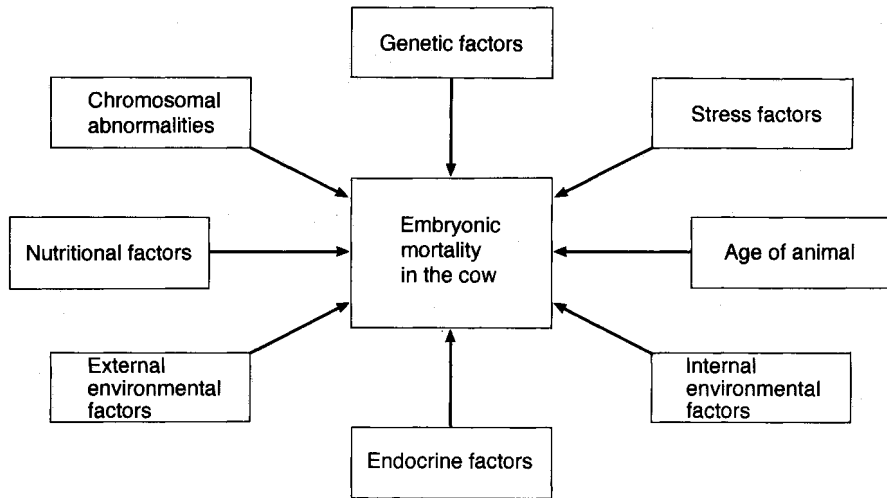 Genetic factors
Chromosomal
abnormalities
Stress factors
Embryonic
mortality
in the cow
Nutritional factors
Age of animal
External
environmental
factors
Internal
environmental
factors
Endocrine factors